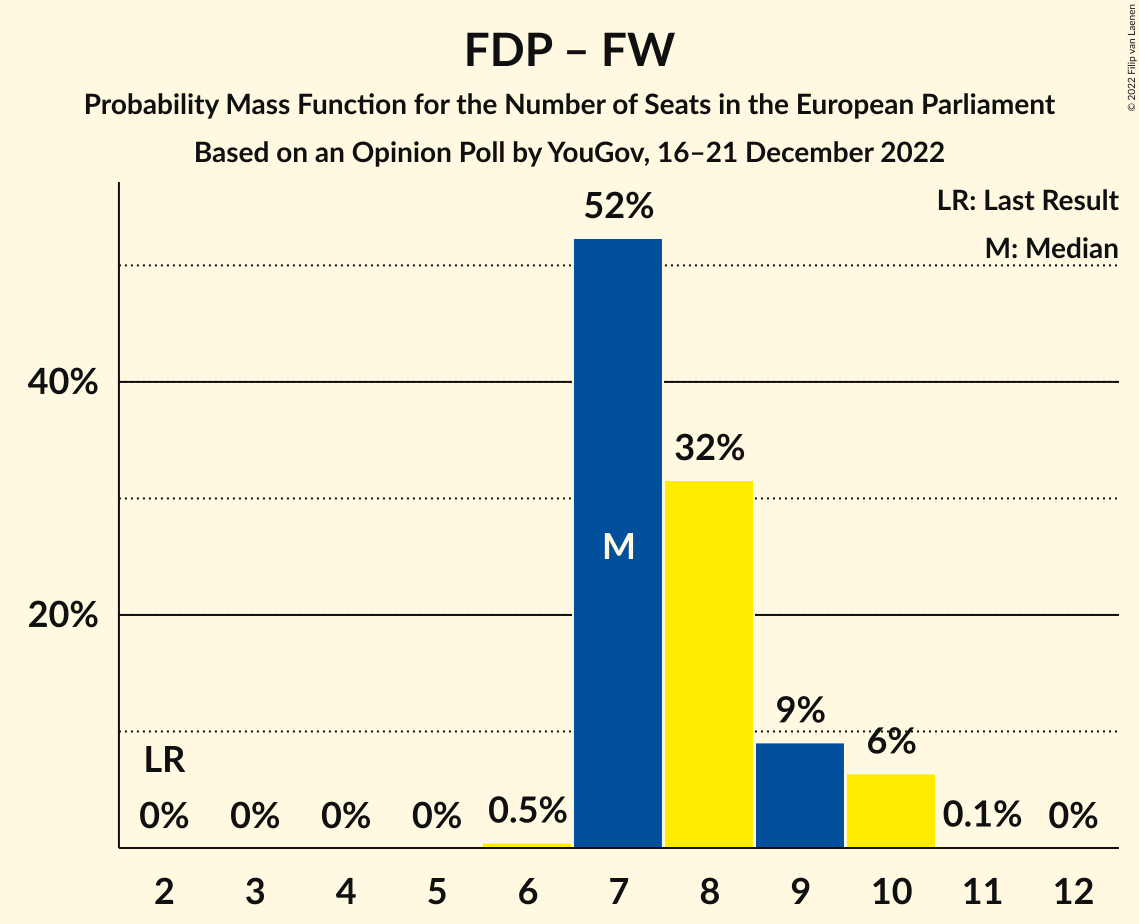 FDP – FW
Probability Mass Function for the Number of Seats in the European Parliament
Based on an Opinion Poll by YouGov, 16–21 December 2022
© 2022 Filip van Laenen
LR: Last Result
M: Median
52%
40%
32%
M
20%
9%
6%
LR
0% 0% 0% 0% 0.5% 0.1% 0%
2 3 4 5 6 7 8 9 10 11 12